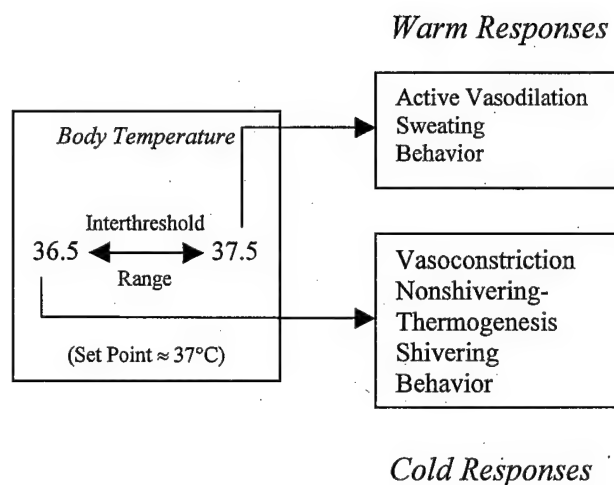 Warm Responses
Active Vasodilation
Sweating
Behavior
Body Temperature
Interthreshold
36.5
37.5
Range
(Set Point ≈ 37°C)
Vasoconstriction
Nonshivering-
Thermogenesis
Shivering
Behavior
Cold Responses